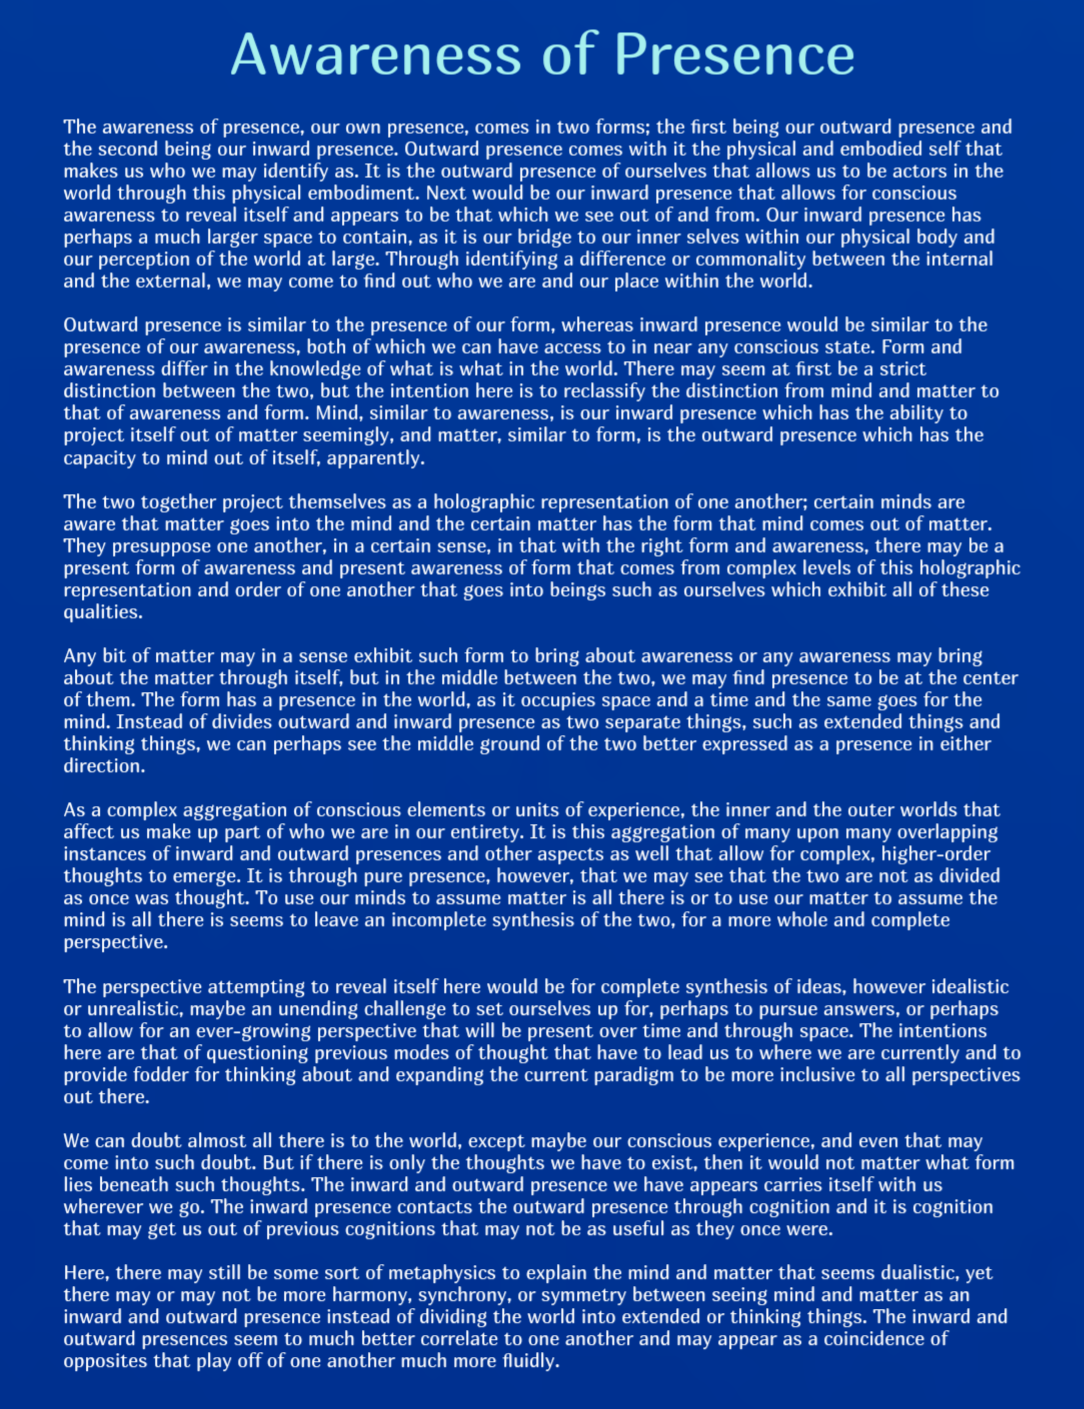 Awareness of Presence
The awareness of presence, our own presence, comes in two forms; the first being our outward presence and
the second being our inward presence. Outward presence comes with it the physical and embodied self that
makes us who we may identify as. It is the outward presence of ourselves that allows us to be actors in the
world through this physical embodiment. Next would be our inward presence that allows for conscious
awareness to reveal itself and appears to be that which we see out of and from. Our inward presence has
perhaps a much larger space to contain, as it is our bridge to our inner selves within our physical body and
our perception of the world at large. Through identifying a difference or commonality between the internal
and the external, we may come to find out who we are and our place within the world.
Outward presence is similar to the presence of our form, whereas inward presence would be similar to the
presence of our awareness, both of which we can have access to in near any conscious state. Form and
awareness differ in the knowledge of what is what in the world. There may seem at first be a strict
distinction between the two, but the intention here is to reclassify the distinction from mind and matter to
that of awareness and form. Mind, similar to awareness, is our inward presence which has the ability to
project itself out of matter seemingly, and matter, similar to form, is the outward presence which has the
capacity to mind out of itself, apparently.
The two together project themselves as a holographic representation of one another; certain minds are
aware that matter goes into the mind and the certain matter has the form that mind comes out of matter.
They presuppose one another, in a certain sense, in that with the right form and awareness, there may be a
present form of awareness and present awareness of form that comes from complex levels of this holographic
representation and order of one another that goes into beings such as ourselves which exhibit all of these
qualities.
Any bit of matter may in a sense exhibit such form to bring about awareness or any awareness may bring
about the matter through itself, but in the middle between the two, we may find presence to be at the center
of them. The form has a presence in the world, as it occupies space and a time and the same goes for the
mind. Instead of divides outward and inward presence as two separate things, such as extended things and
thinking things, we can perhaps see the middle ground of the two better expressed as a presence in either
direction.
As a complex aggregation of conscious elements or units of experience, the inner and the outer worlds that
affect us make up part of who we are in our entirety. It is this aggregation of many upon many overlapping
instances of inward and outward presences and other aspects as well that allow for complex, higher-order
thoughts to emerge. It is through pure presence, however, that we may see that the two are not as divided
as once was thought. To use our minds to assume matter is all there is or to use our matter to assume the
mind is all there is seems to leave an incomplete synthesis of the two, for a more whole and complete
perspective.
The perspective attempting to reveal itself here would be for complete synthesis of ideas, however idealistic
or unrealistic, maybe an unending challenge to set ourselves up for, perhaps to pursue answers, or perhaps
to allow for an ever-growing perspective that will be present over time and through space. The intentions
here are that of questioning previous modes of thought that have to lead us to where we are currently and to
provide fodder for thinking about and expanding the current paradigm to be more inclusive to all perspectives
out there.
We can doubt almost all there is to the world, except maybe our conscious experience, and even that may
come into such doubt. But if there is only the thoughts we have to exist, then it would not matter what form
lies beneath such thoughts. The inward and outward presence we have appears carries itself with us
wherever we go. The inward presence contacts the outward presence through cognition and it is cognition
that may get us out of previous cognitions that may not be as useful as they once were.
Here, there may still be some sort of metaphysics to explain the mind and matter that seems dualistic, yet
there may or may not be more harmony, synchrony, or symmetry between seeing mind and matter as an
inward and outward presence instead of dividing the world into extended or thinking things. The inward and
outward presences seem to much better correlate to one another and may appear as a coincidence of
opposites that play off of one another much more fluidly.